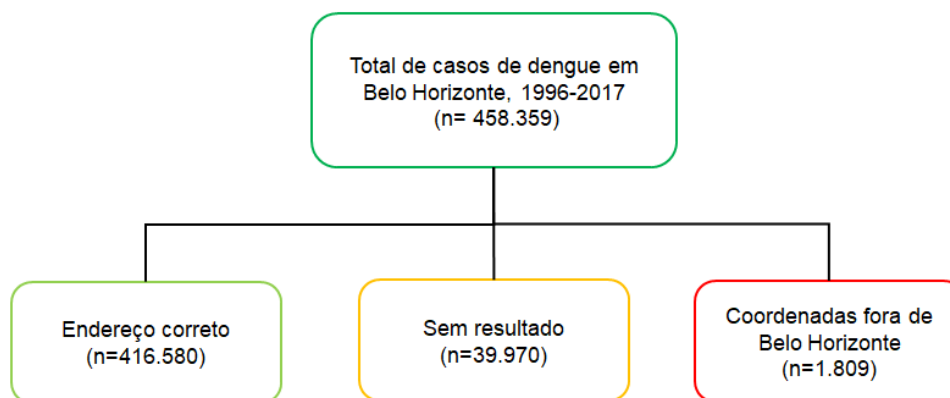 Total de casos de dengue em
Belo Horizonte, 1996-2017
(n= 458.359)
Endereço correto
(n=416.580)
Sem resultado
(n=39.970)
Coordenadas fora de
Belo Horizonte
(n=1.809)